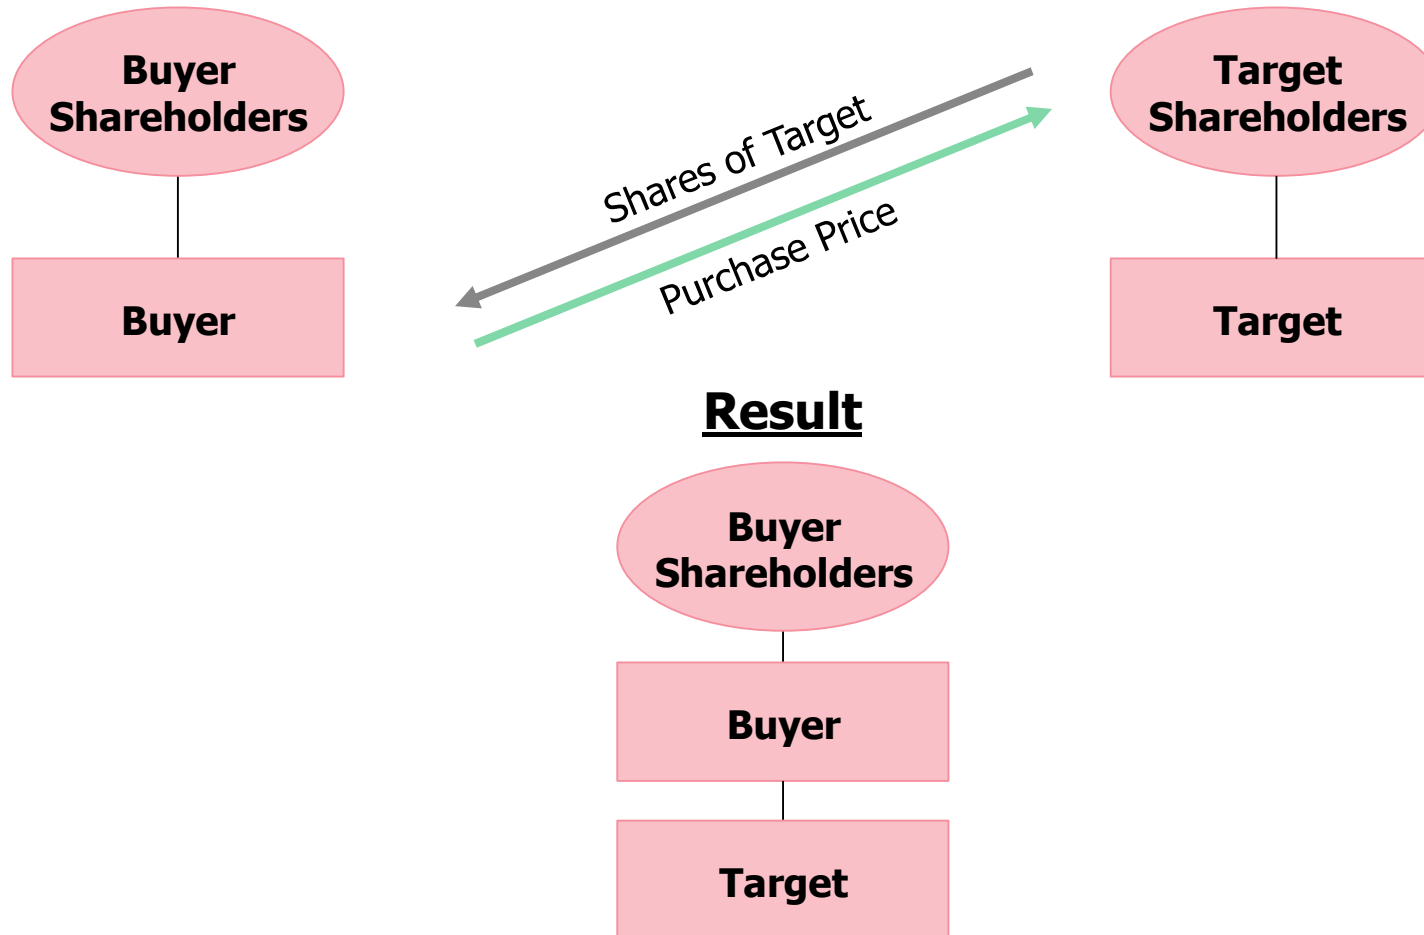 Buyer
Shareholders
Target
Shareholders
Shares of Target
Purchase Price
Buyer
Target
Result
Buyer
Shareholders
Buyer
Target